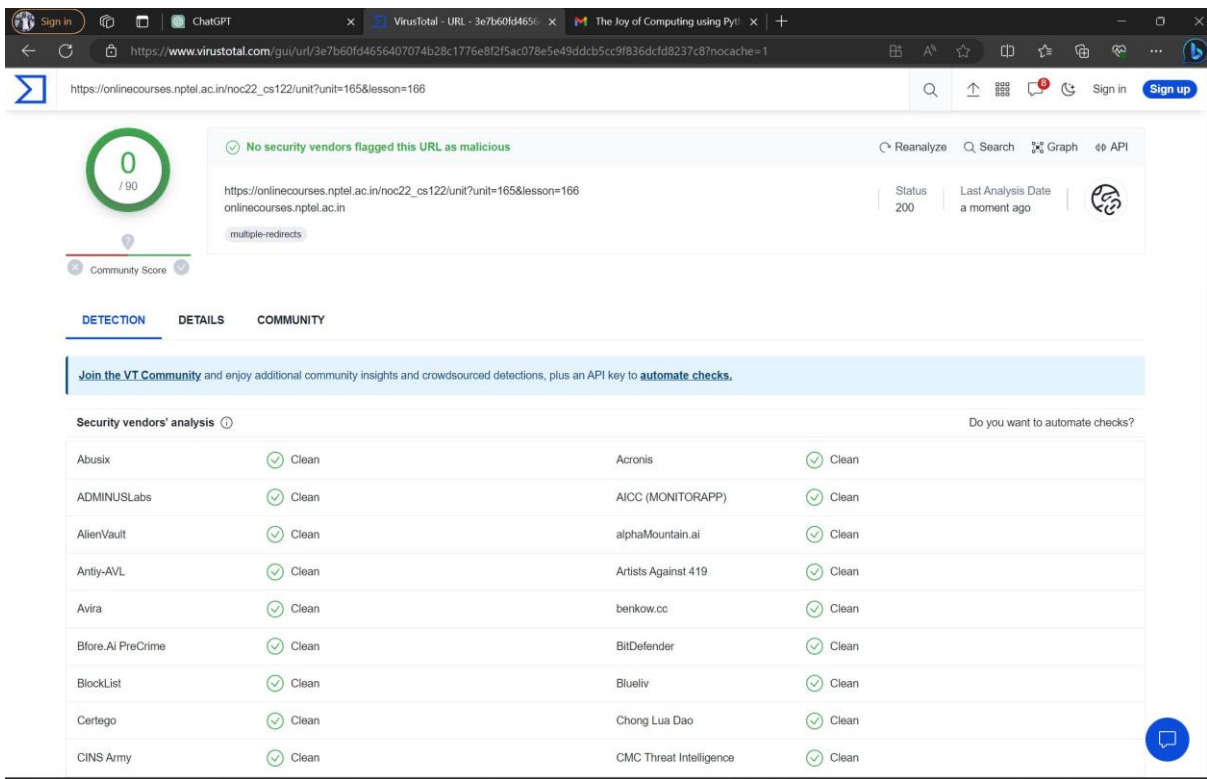 Sign in
ChatGPT
VirusTotal - URL - 3e7b60fd4656
The Joy of Computing using Pyth
https://www.virustotal.com/gui/url/3e7b60fd4656407074b28c1776e8f2f5ac078e5e49ddcb5cc9f836dcfd8237c8?nocache=1
https://onlinecourses.nptel.ac.in/noc22_cs122/unit?unit=165&lesson=166
8
Sign in
Sign up
0
/ 90
Community Score
No security vendors flagged this URL as malicious
Reanalyze
Search
Graph
API
https://onlinecourses.nptel.ac.in/noc22_cs122/unit?unit=165&lesson=166
onlinecourses.nptel.ac.in
multiple-redirects
Status
200
Last Analysis Date
a moment ago
DETECTION
DETAILS
COMMUNITY
Join the VT Community and enjoy additional community insights and crowdsourced detections, plus an API key to automate checks.
Security vendors' analysis
Do you want to automate checks?
Abusix Clean Acronis Clean
ADMINUSLabs Clean AICC (MONITORAPP) Clean
AlienVault Clean alphaMountain.ai Clean
Antiy-AVL Clean Artists Against 419 Clean
Avira Clean benkow.cc Clean
Bfore.Ai PreCrime Clean BitDefender Clean
BlockList Clean Blueliv Clean
Certego Clean Chong Lua Dao Clean
CINS Army Clean CMC Threat Intelligence Clean